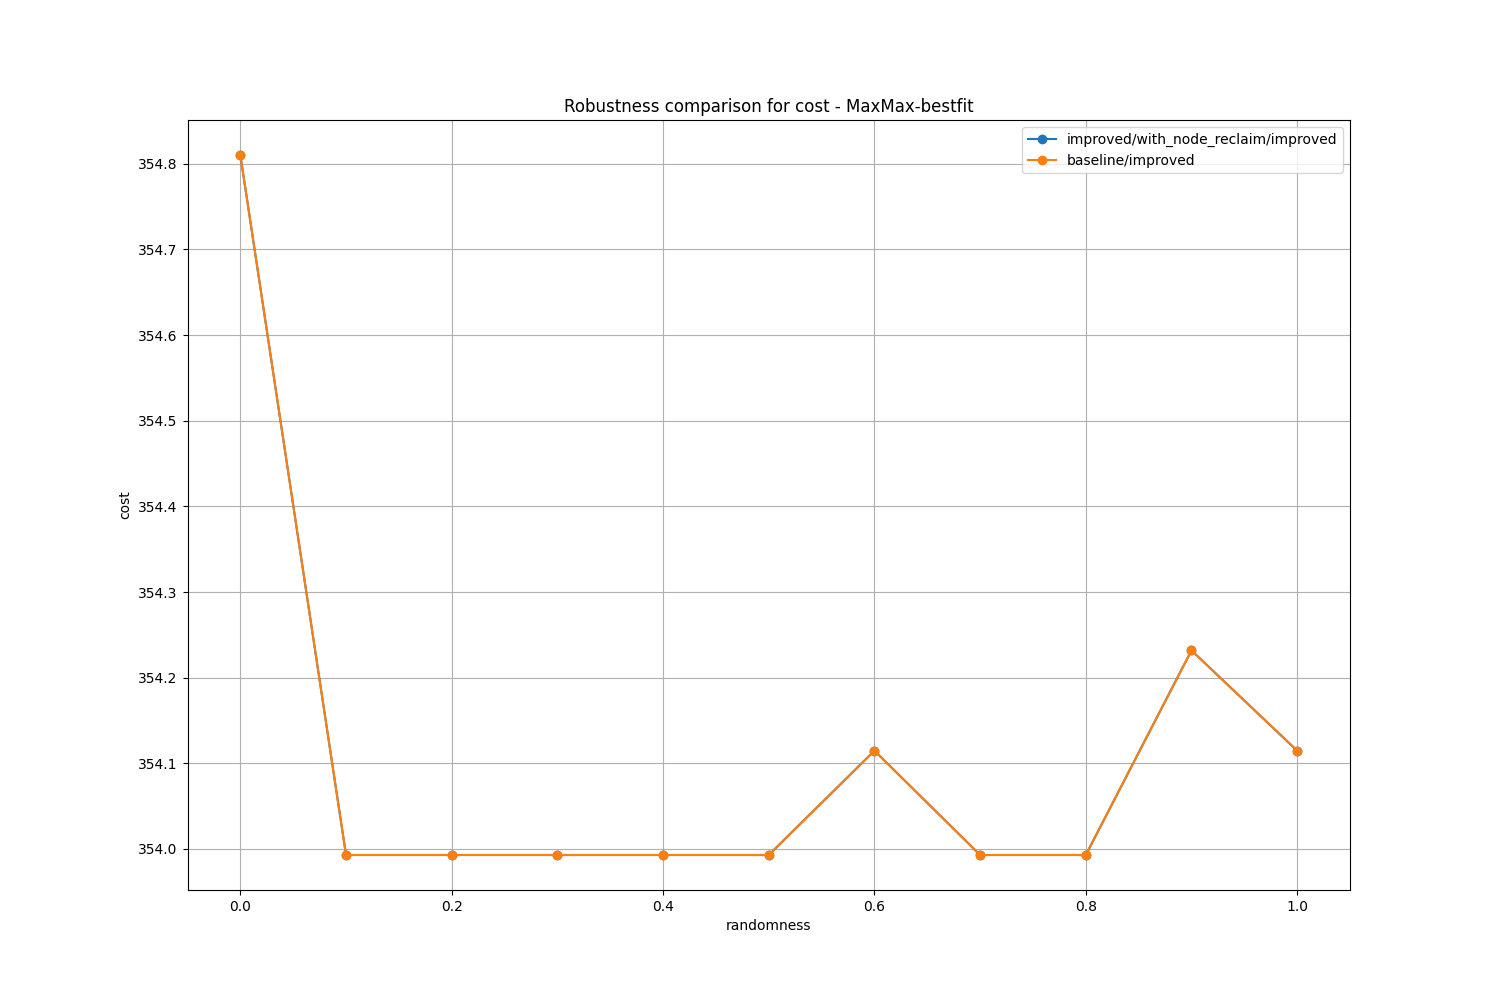 Robustness comparison for cost - MaxMax-bestfit
improved/with_node_reclaim/improved
baseline/improved
354.8
354.7
354.6
354.5
354.4
354.3
354.2
354.1
354.0
cost
0.0 0.2 0.4 0.6 0.8 1.0
randomness